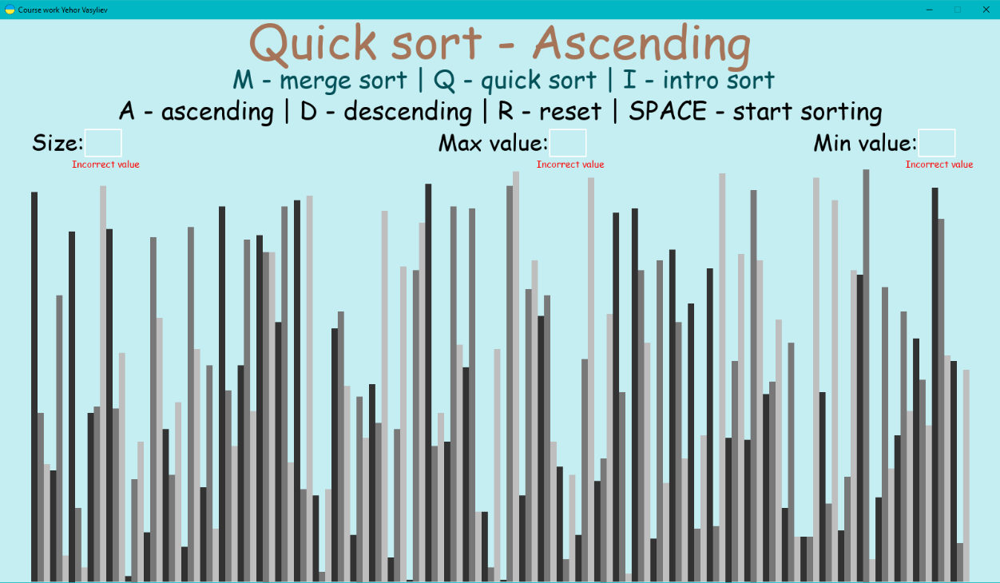 Course work Yehor Vasyliev
Quick sort - Ascending
M - merge sort | Q - quick sort | I - intro sort
A - ascending | D - descending | R - reset | SPACE - start sorting
Size: Max value: Min value:
Incorrect value Incorrect value Incorrect value